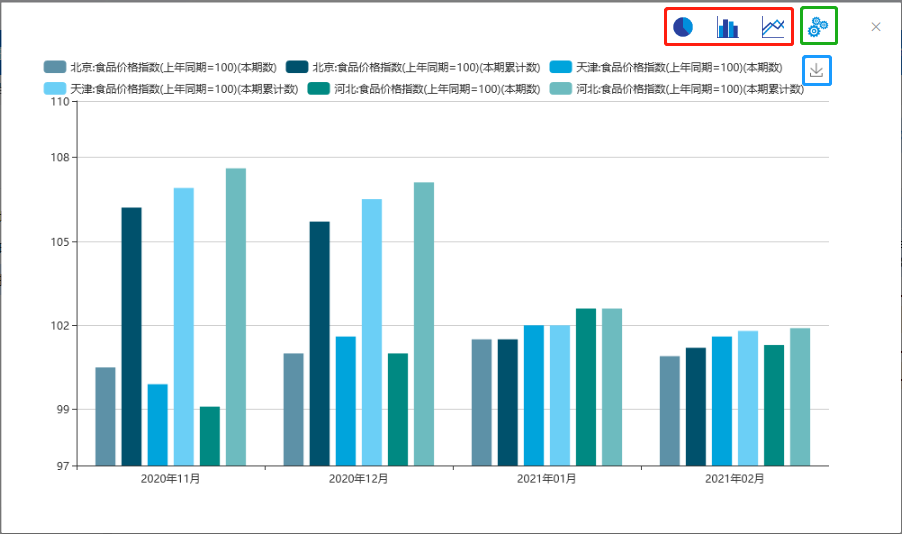 北京:食品价格指数(上年同期=100)(本期数) 北京:食品价格指数(上年同期=100)(本期累计数) 天津:食品价格指数(上年同期=100)(本期数)
天津:食品价格指数(上年同期=100)(本期累计数) 河北:食品价格指数(上年同期=100)(本期数) 河北:食品价格指数(上年同期=100)(本期累计数)
110
108
105
102
99
97
2020年11月 2020年12月 2021年01月 2021年02月